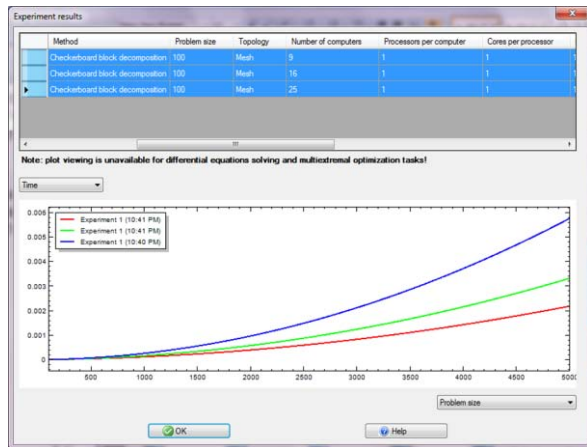 Experiment results
Method Problem size Topology Number of computers Processors per computer Cores per processor
Checkerboard block decomposition 100 Mesh 9 1 1
Checkerboard block decomposition 100 Mesh 16 1 1
Checkerboard block decomposition 100 Mesh 25 1 1
Note: plot viewing is unavailable for differential equations solving and multiextremal optimization tasks!
Time
0.006
0.005
0.004
0.003
0.002
0.001
0
Experiment 1 (10:41 PM)
Experiment 1 (10:41 PM)
Experiment 1 (10:40 PM)
500 1000 1500 2000 2500 3000 3500 4000 4500 5000
Problem size
OK Help